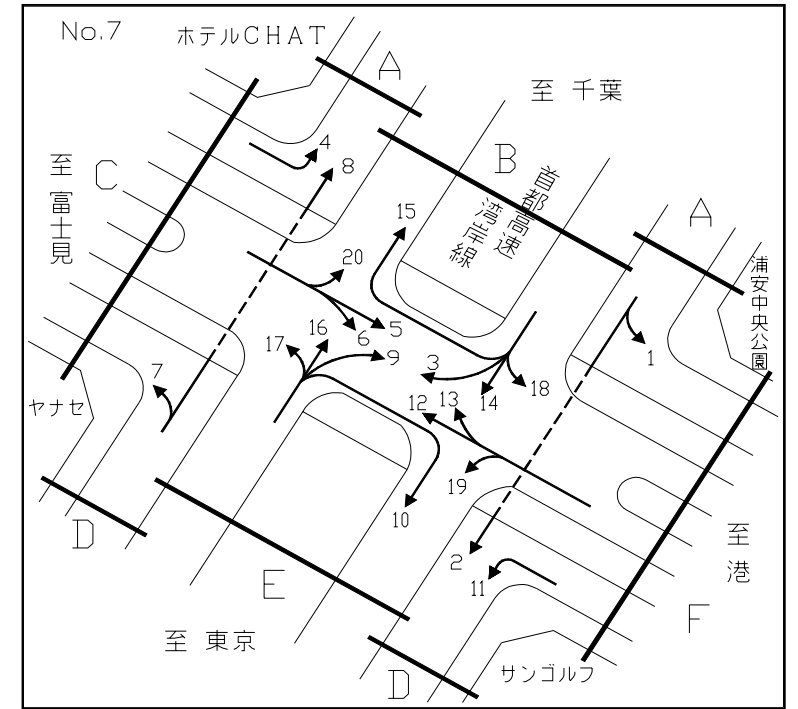 No.7
ホテルCHAT
A
至 千葉
B
至 富士見
C
首都高速
湾岸線
A
浦安中央公園
4
8
15
20
5
6
16
17
9
3
1
7
12
13
14
18
ヤナセ
19
10
2
11
D
E
至 港
F
至 東京
D
サンゴルフ